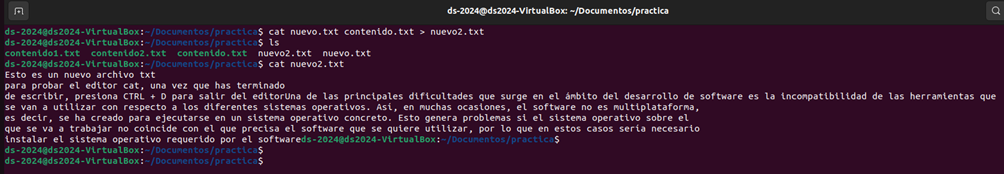 ds-2024@ds2024-VirtualBox: ~/Documentos/practica
ds-2024@ds2024-VirtualBox:~/Documentos/practica$ cat nuevo.txt contenido.txt > nuevo2.txt
ds-2024@ds2024-VirtualBox:~/Documentos/practica$ ls
contenido1.txt  contenido2.txt  contenido.txt  nuevo2.txt  nuevo.txt
ds-2024@ds2024-VirtualBox:~/Documentos/practica$ cat nuevo2.txt
Esto es un nuevo archivo txt
para probar el editor cat, una vez que has terminado
de escribir, presiona CTRL + D para salir del editorUna de las principales dificultades que surge en el ámbito del desarrollo de software es la incompatibilidad de las herramientas que
se van a utilizar con respecto a los diferentes sistemas operativos. Asi, en muchas ocasiones, el software no es multiplataforma,
es decir, se ha creado para ejecutarse en un sistema operativo concreto. Esto genera problemas si el sistema operativo sobre el
que se va a trabajar no coincide con el que precisa el software que se quiere utilizar, por lo que en estos casos seria necesario
instalar el sistema operativo requerido por el softwareds-2024@ds2024-VirtualBox:~/Documentos/practica$
ds-2024@ds2024-VirtualBox:~/Documentos/practica$
ds-2024@ds2024-VirtualBox:~/Documentos/practica$